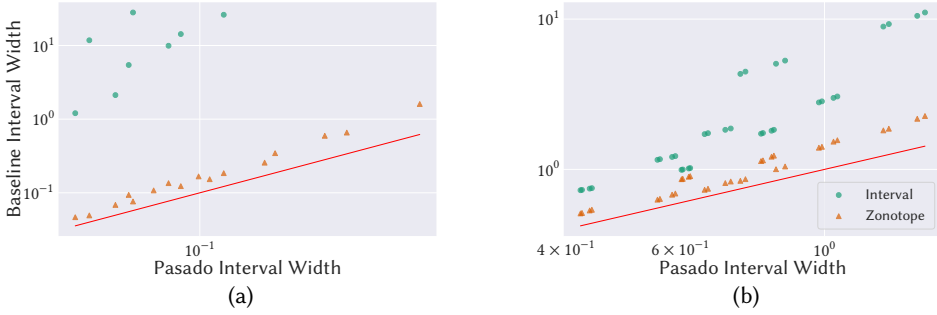 Baseline Interval Width
10^1
10^0
10^{-1}
10^{-1}
Pasado Interval Width
(a)
10^1
10^0
4 × 10^{-1}
6 × 10^{-1}
10^0
Interval
Zonotope
Pasado Interval Width
(b)